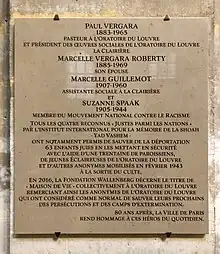 PAUL VERGARA
1883-1965
PASTEUR À L'ORATOIRE DU LOUVRE
ET PRÉSIDENT DES ŒUVRES SOCIALES DE L'ORATOIRE DU LOUVRE
LA CLAIRIÈRE
MARCELLE VERGARA ROBERTY
1885-1969
SON ÉPOUSE
MARCELLE GUILLEMOT
1907-1960
ASSISTANTE SOCIALE À LA CLAIRIÈRE
ET
SUZANNE SPAAK
1905-1944
MEMBRE DU MOUVEMENT NATIONAL CONTRE LE RACISME
TOUS LES QUATRE RECONNUS « JUSTES PARMI LES NATIONS »
PAR L'INSTITUT INTERNATIONAL POUR LA MÉMOIRE DE LA SHOAH
YAD VASHEM
ONT NOTAMMENT PERMIS DE SAUVER DE LA DÉPORTATION
63 ENFANTS JUIFS EN LES METTANT EN SÉCURITÉ
AVEC L'AIDE D'UNE TRENTAINE DE PAROISSIENS,
DE JEUNES ÉCLAIREUSES DE L'ORATOIRE DU LOUVRE
ET D'AUTRES ANONYMES MOBILISÉS EN FÉVRIER 1943
À LA SORTIE DU CULTE.
EN 2016, LA FONDATION WALLENBERG DÉCERNE LE TITRE DE
« MAISON DE VIE » COLLECTIVEMENT À L'ORATOIRE DU LOUVRE
REMERCIANT AINSI LES ANONYMES DE L'ORATOIRE DU LOUVRE
QUI ONT CONSIDÉRÉ COMME NORMAL DE SAUVER LEURS PROCHAINS
DES PERSÉCUTIONS ET DES CAMPS D'EXTERMINATION.
80 ANS APRÈS, LA VILLE DE PARIS
REND HOMMAGE À CES HÉROS DU QUOTIDIEN.